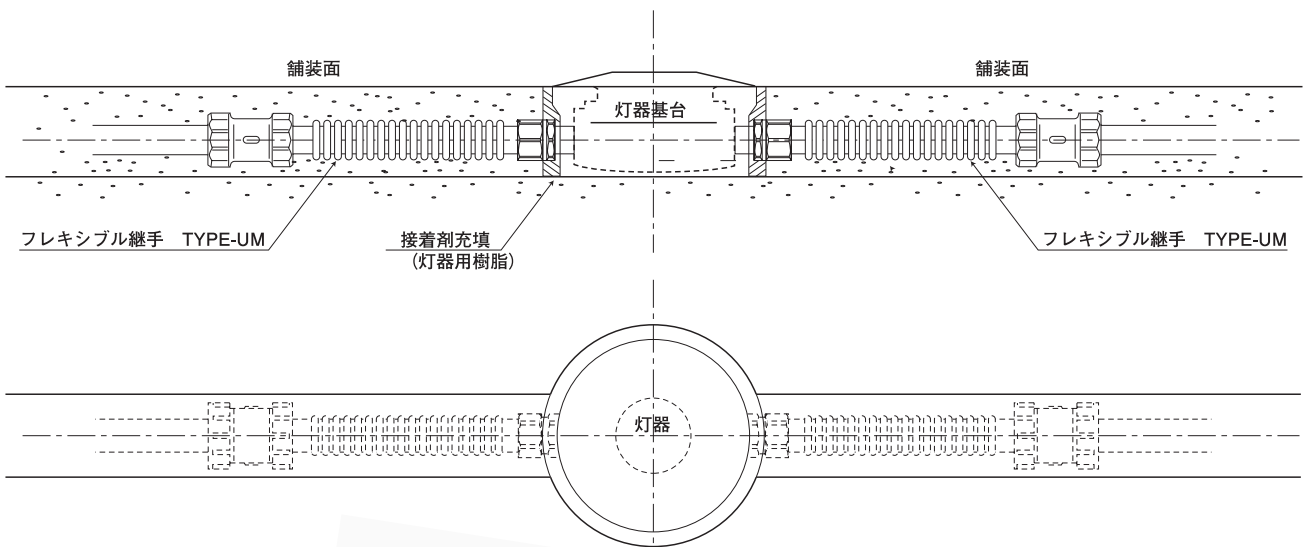 舗装面
舗装面
灯器基台
フレキシブル継手 TYPE-UM
接着剤充填
(灯器用樹脂)
フレキシブル継手 TYPE-UM
灯器